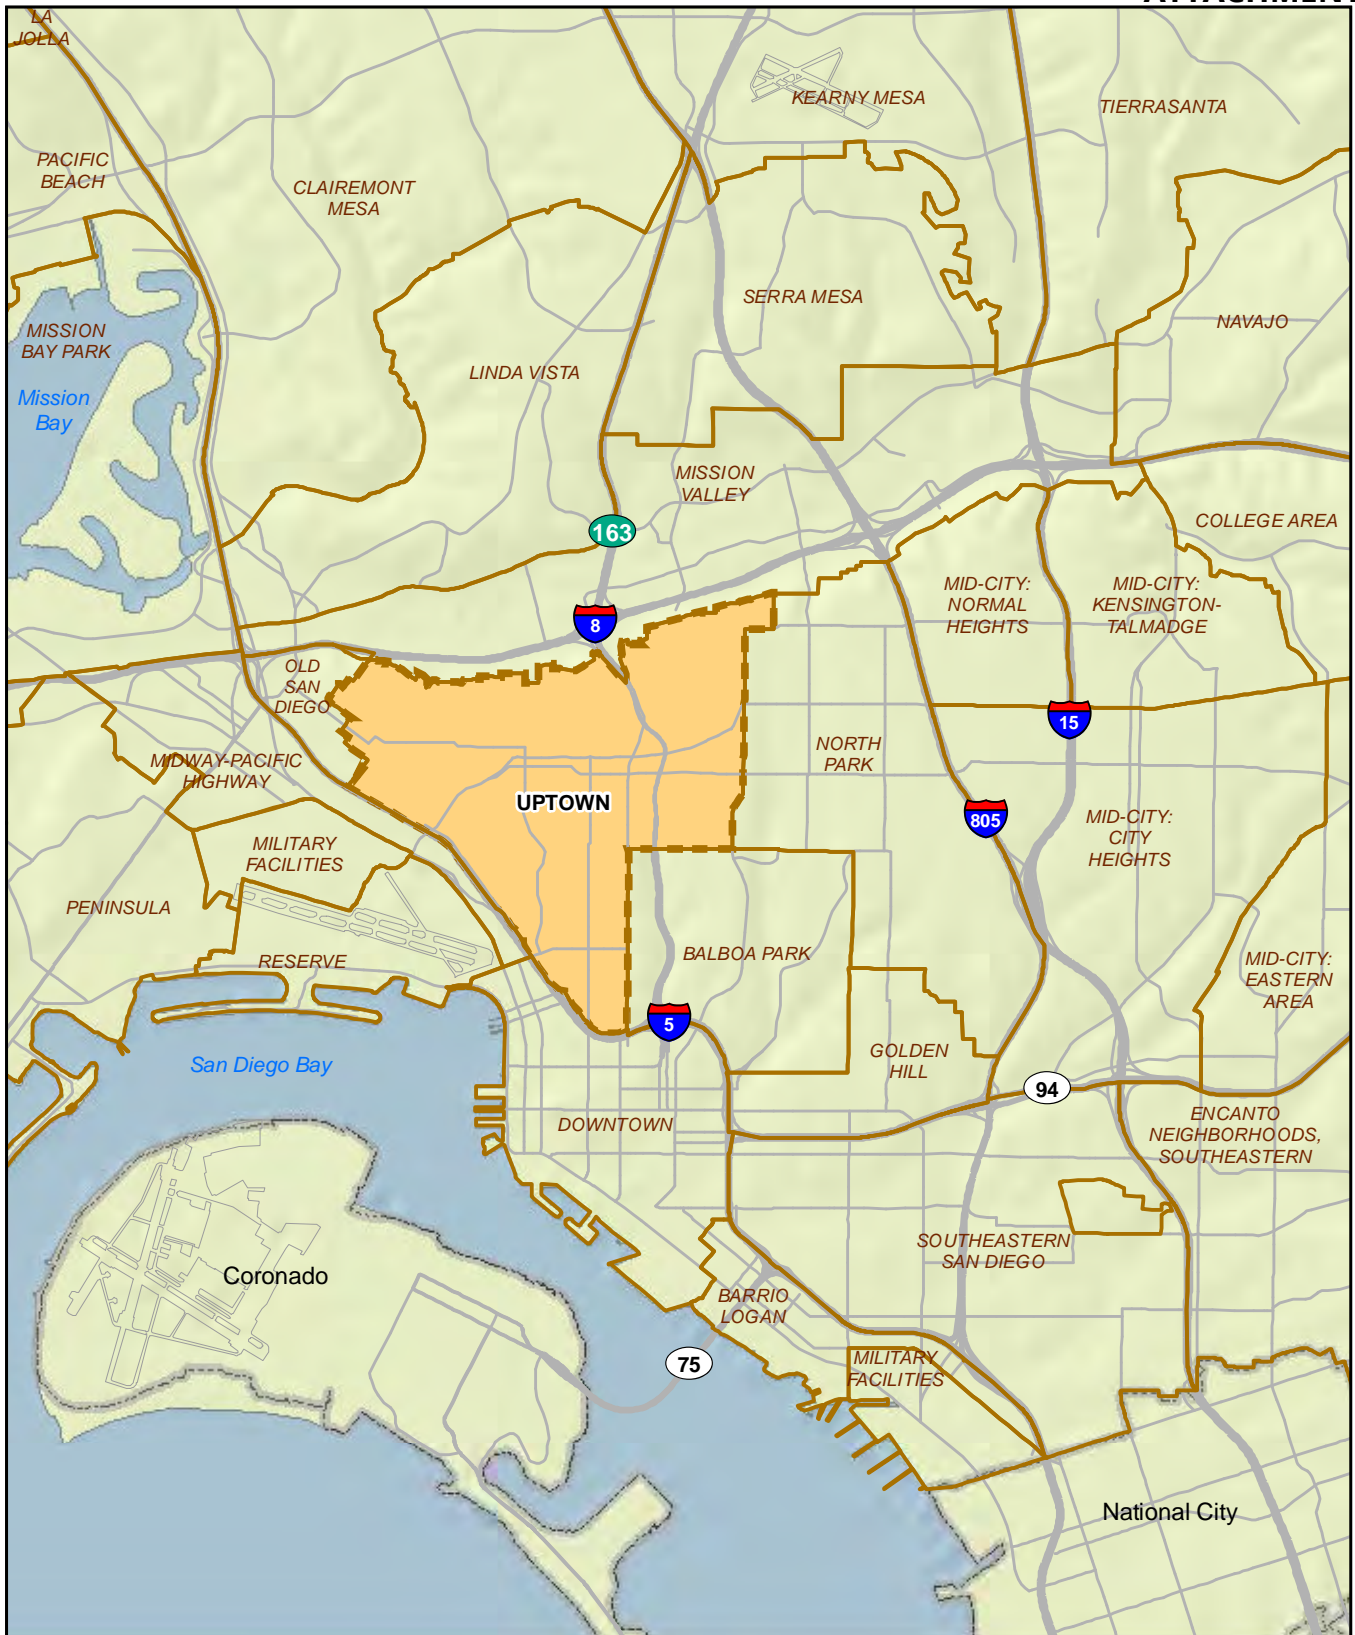 ATTACHMENT
LA
JOLLA
KEARNY MESA
TIERRASANTA
PACIFIC
BEACH
CLAIREMONT
MESA
SERRA MESA
NAVAJO
MISSION
BAY PARK
LINDA VISTA
Mission
Bay
MISSION
VALLEY
COLLEGE AREA
163
MID-CITY:
NORMAL
HEIGHTS
MID-CITY:
KENSINGTON-
TALMADGE
8
OLD
SAN
DIEGO
15
NORTH
PARK
MIDWAY-PACIFIC
HIGHWAY
UPTOWN
805
MID-CITY:
CITY
HEIGHTS
MILITARY
FACILITIES
PENINSULA
RESERVE
BALBOA PARK
MID-CITY:
EASTERN
AREA
5
San Diego Bay
GOLDEN
HILL
94
DOWNTOWN
ENCANTO
NEIGHBORHOODS,
SOUTHEASTERN
SOUTHEASTERN
SAN DIEGO
Coronado
BARRIO
LOGAN
75
MILITARY
FACILITIES
National City